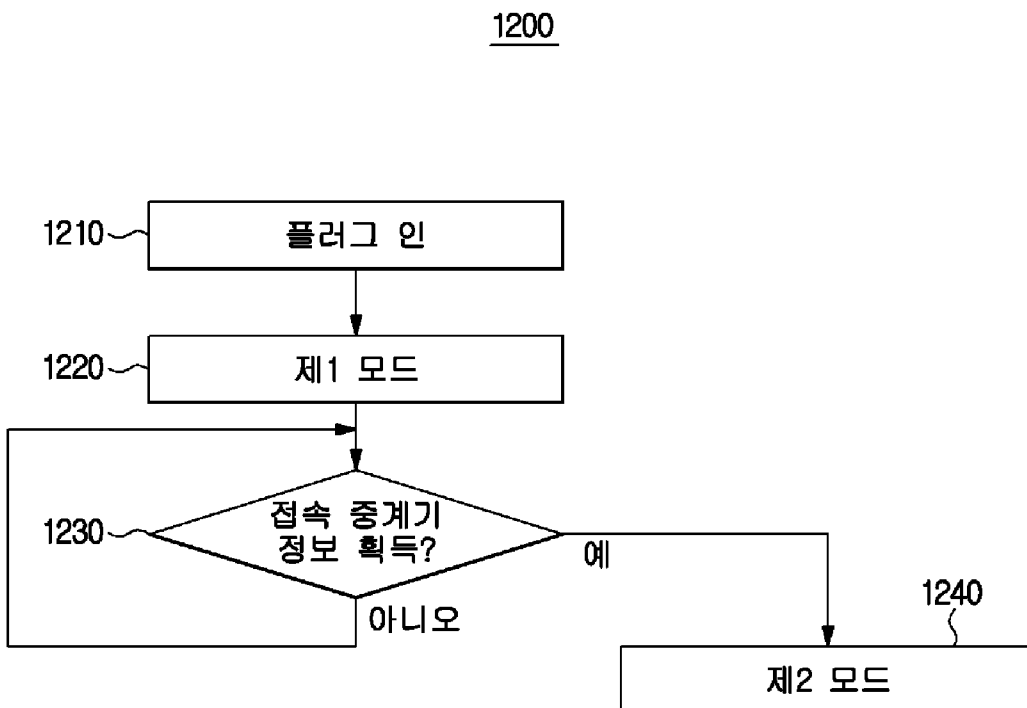 1200
1210
플러그 인
1220
제1 모드
1230
접속 중계기
정보 획득?
예
아니오
1240
제2 모드